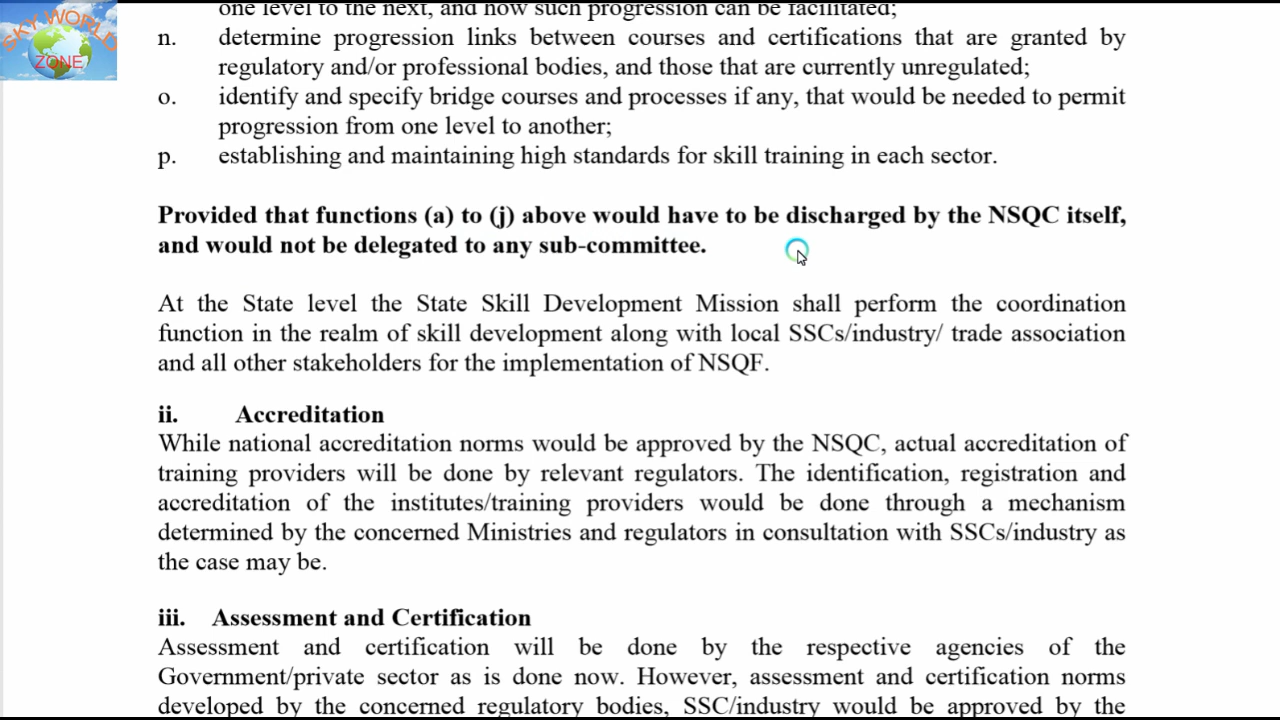 SKY WORLD
ZONE
one level to the next, and how such progression can be facilitated;
n. determine progression links between courses and certifications that are granted by
regulatory and/or professional bodies, and those that are currently unregulated;
o. identify and specify bridge courses and processes if any, that would be needed to permit
progression from one level to another;
p. establishing and maintaining high standards for skill training in each sector.
Provided that functions (a) to (j) above would have to be discharged by the NSQC itself,
and would not be delegated to any sub-committee.
At the State level the State Skill Development Mission shall perform the coordination
function in the realm of skill development along with local SSCs/industry/ trade association
and all other stakeholders for the implementation of NSQF.
ii. Accreditation
While national accreditation norms would be approved by the NSQC, actual accreditation of
training providers will be done by relevant regulators. The identification, registration and
accreditation of the institutes/training providers would be done through a mechanism
determined by the concerned Ministries and regulators in consultation with SSCs/industry as
the case may be.
iii. Assessment and Certification
Assessment and certification will be done by the respective agencies of the
Government/private sector as is done now. However, assessment and certification norms
developed by the concerned regulatory bodies, SSC/industry would be approved by the